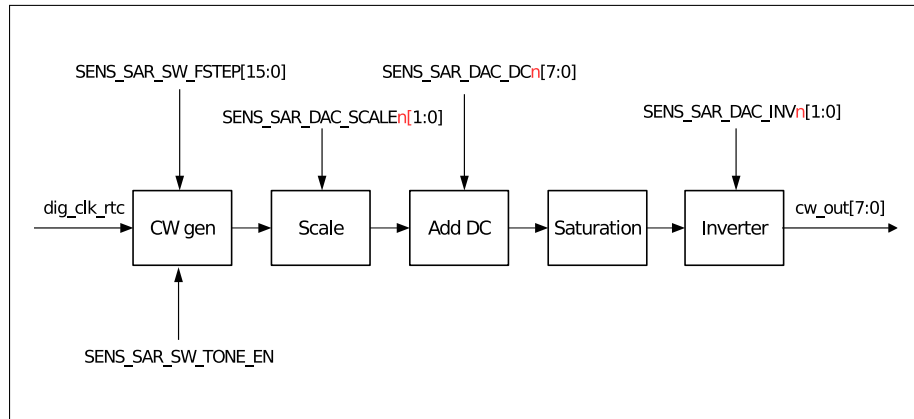 SENS_SAR_SW_FSTEP[15:0]
SENS_SAR_DAC_DCn[7:0]
SENS_SAR_DAC_SCALEn[1:0]
SENS_SAR_DAC_INVn[1:0]
dig_clk_rtc
CW gen
Scale
Add DC
Saturation
Inverter
cw_out[7:0]
SENS_SAR_SW_TONE_EN